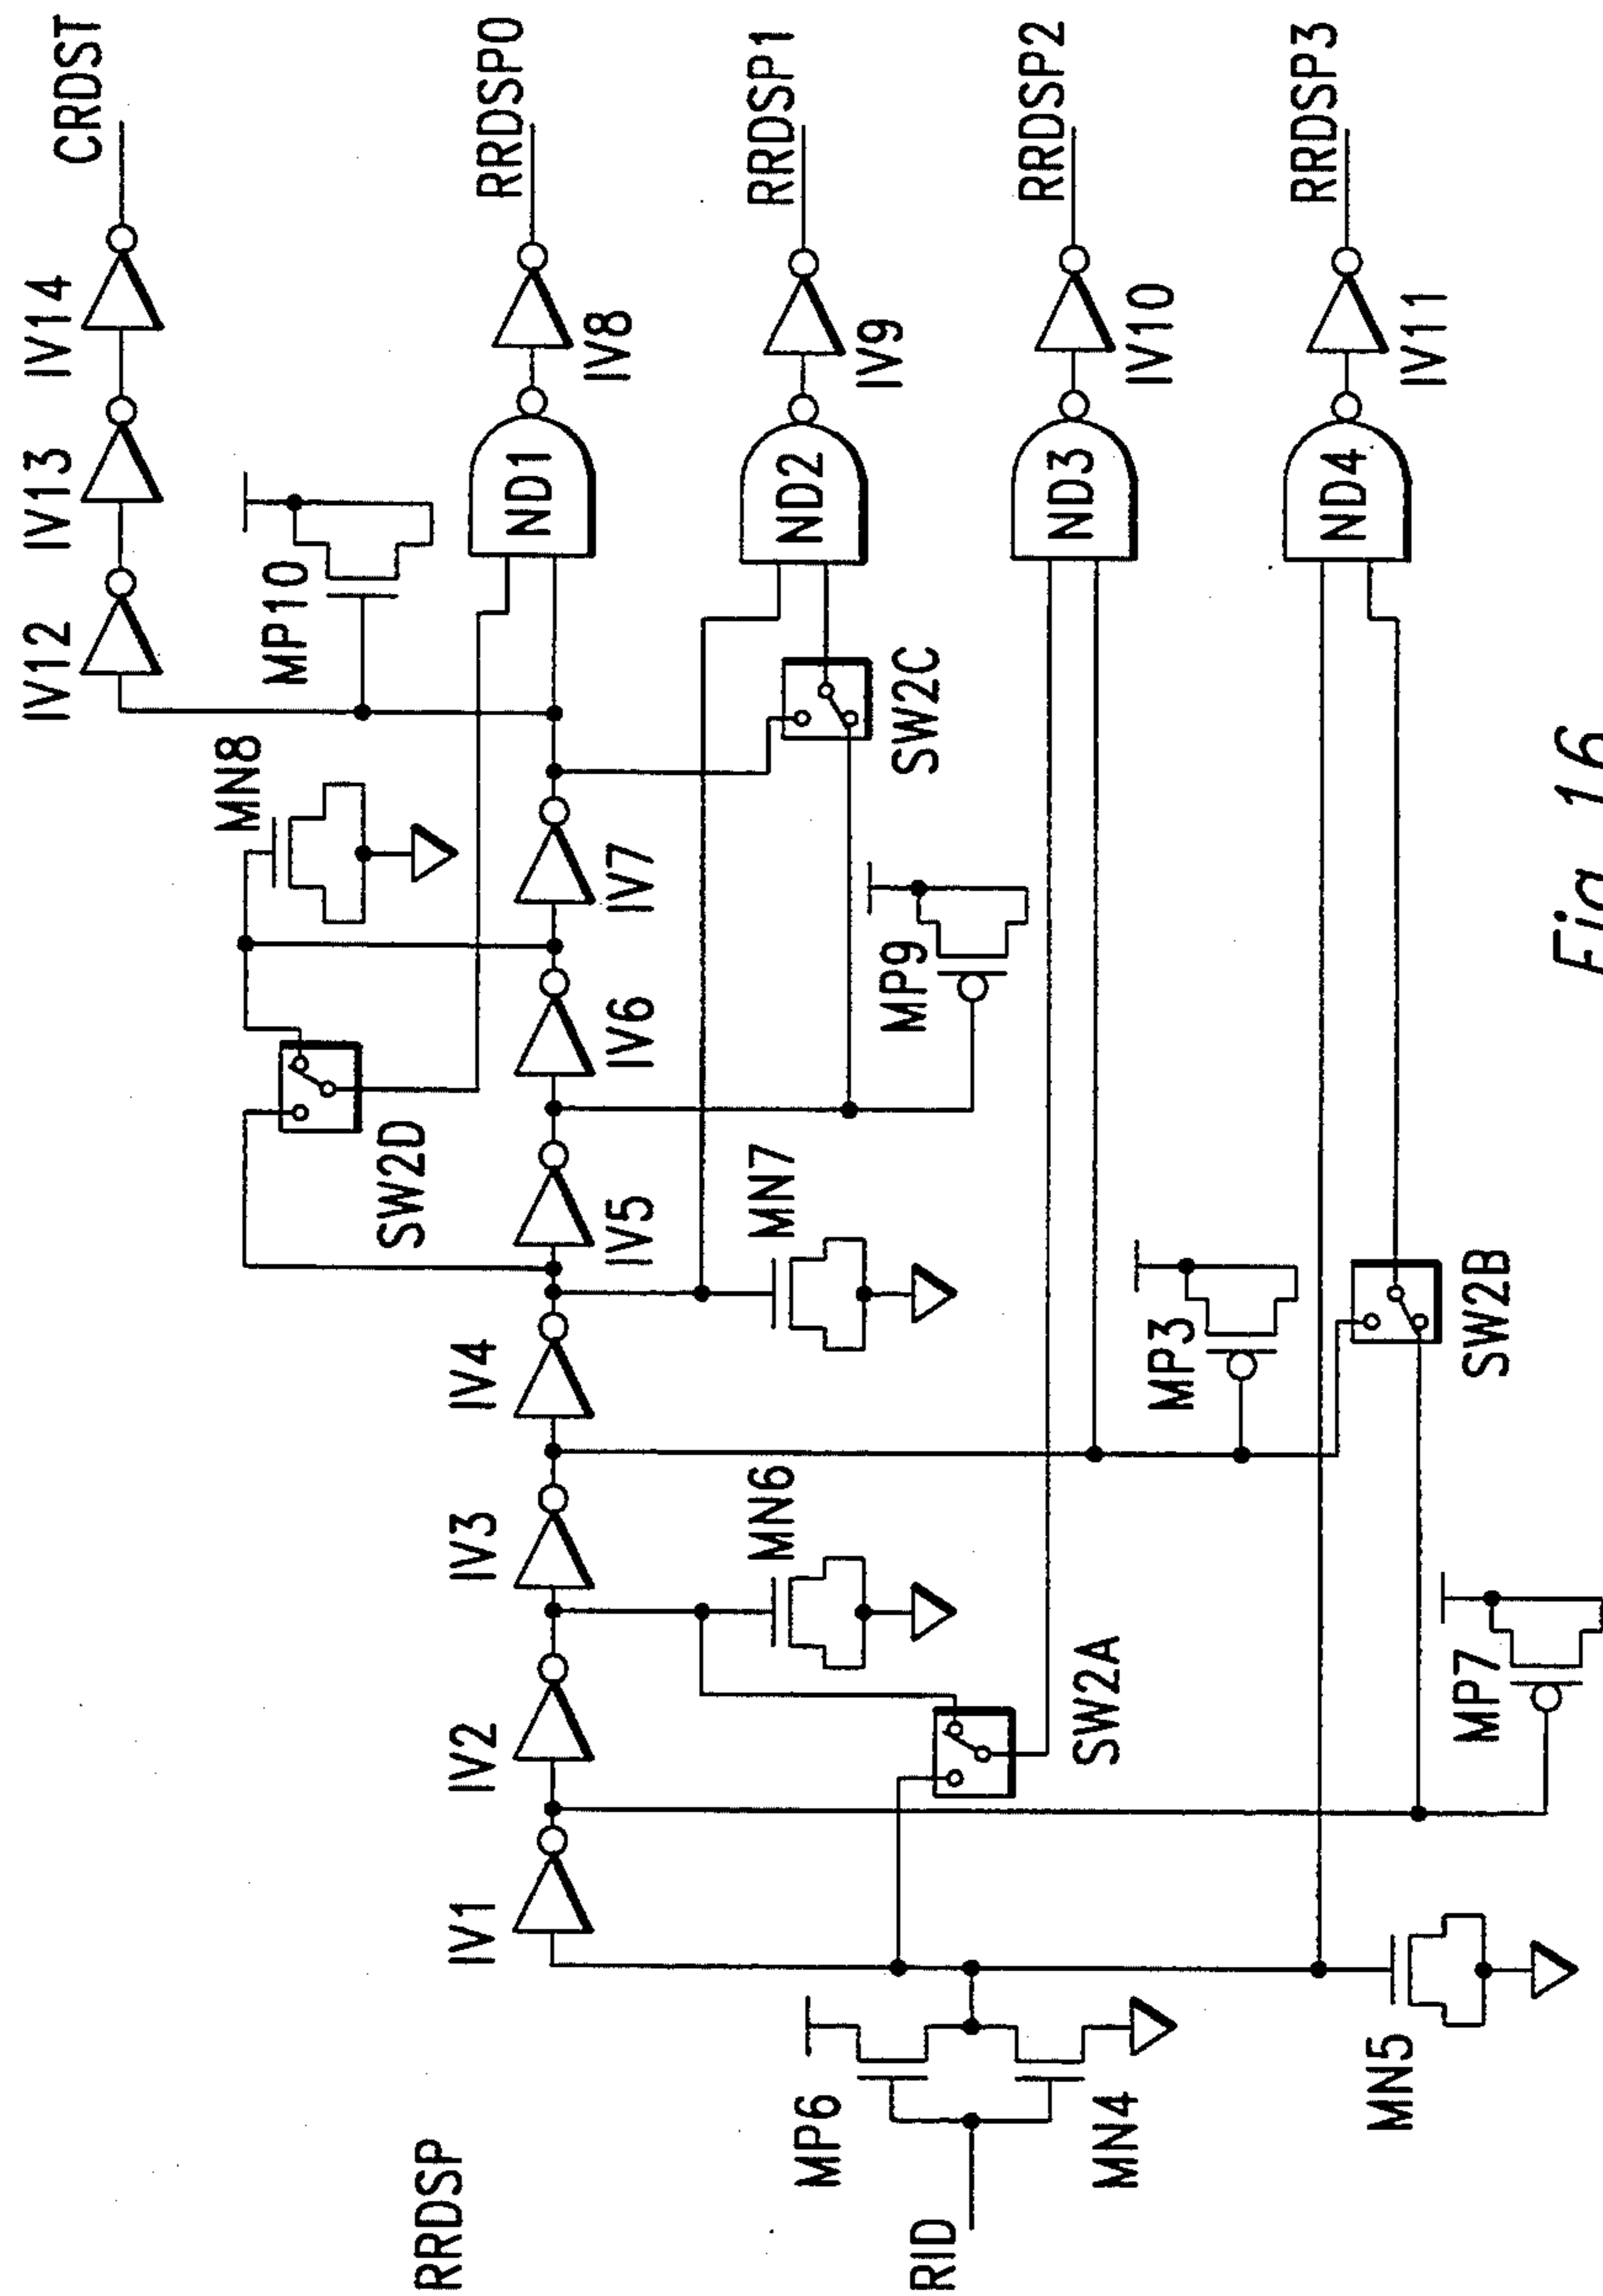 RRDSP
RID
MP6
MN4
MN5
IV1
IV2
IV3
IV4
IV5
IV6
IV7
IV8
IV9
IV10
IV11
IV12
IV13
IV14
CRDST
RRDSP0
RRDSP1
RRDSP2
RRDSP3
ND1
ND2
ND3
ND4
MP10
MN8
SW2D
SW2C
MP9
MN7
MP3
SW2B
MN6
SW2A
MP7
Fig. 16